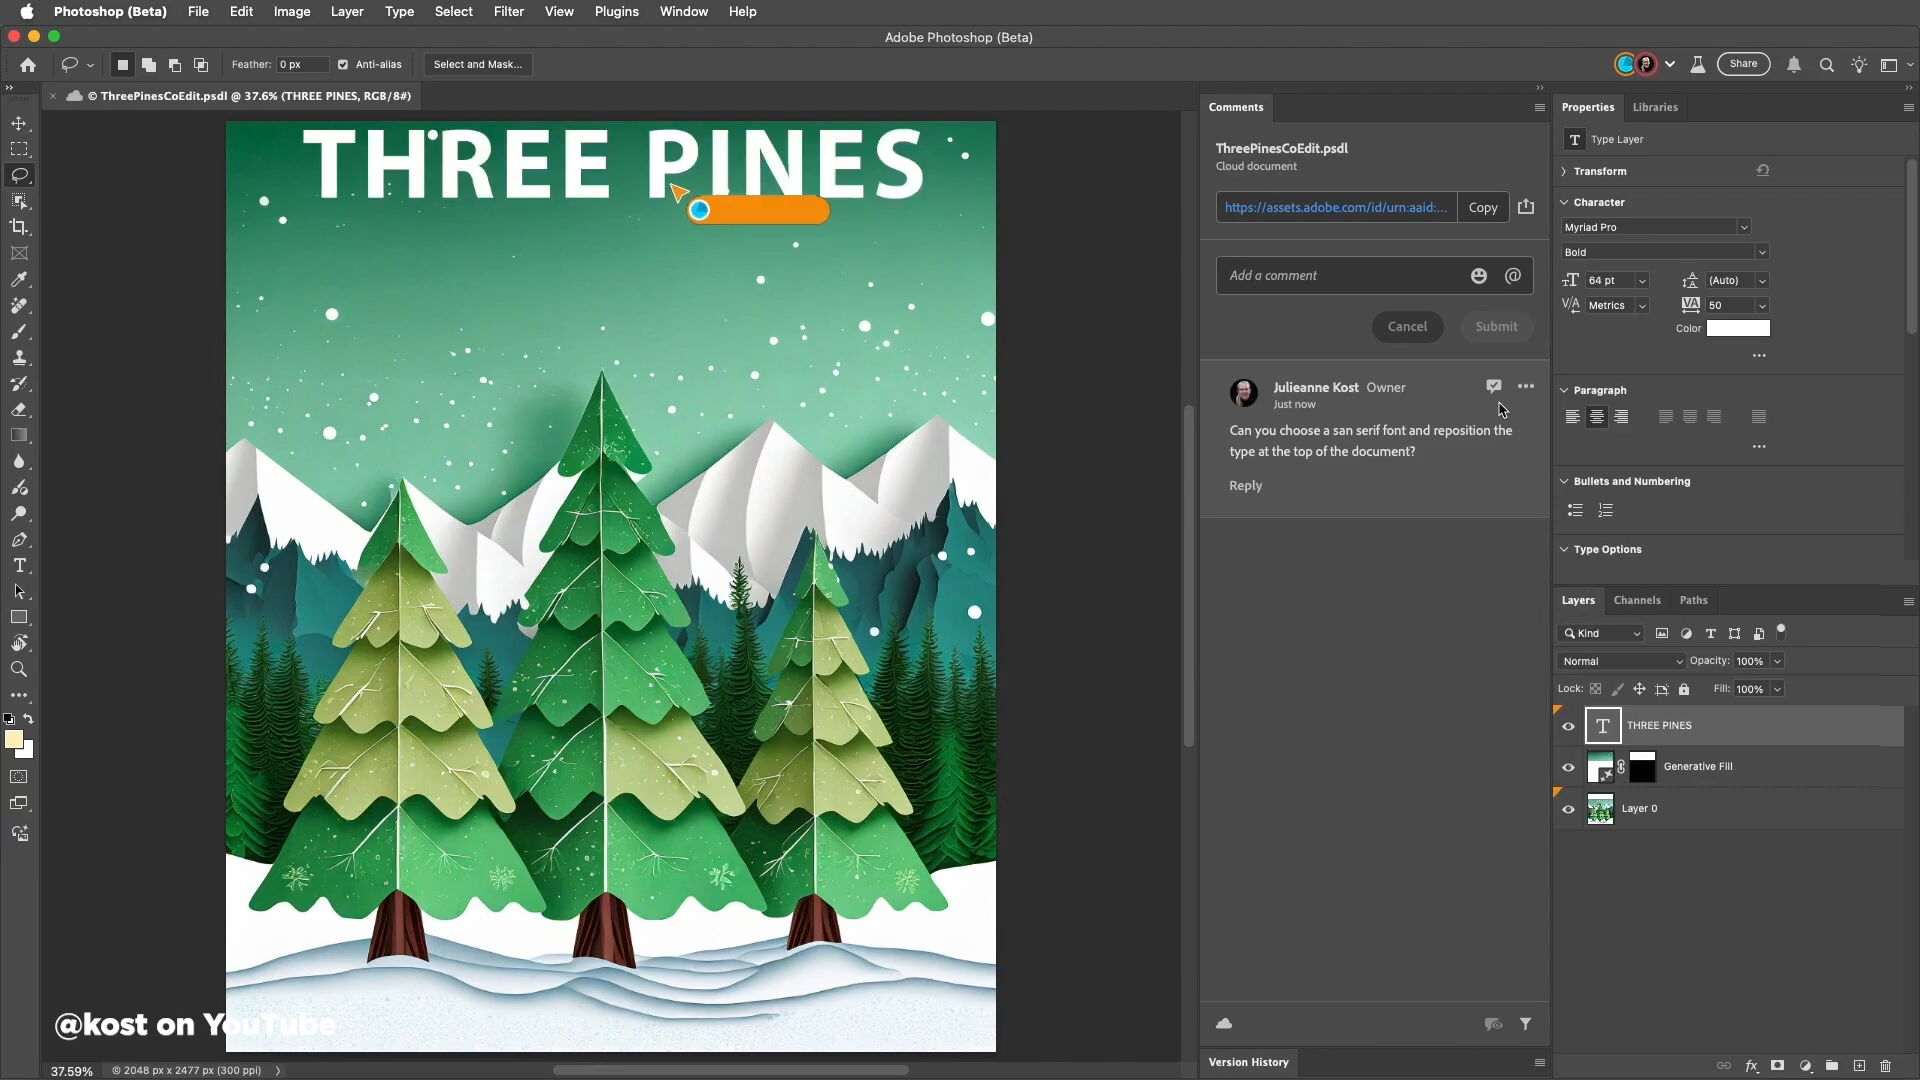 Photoshop (Beta) File Edit Image Layer Type Select Filter View Plugins Window Help
Adobe Photoshop (Beta)
Feather: 0 px Anti-alias Select and Mask... Share
© ThreePinesCoEdit.psdl @ 37.6% (THREE PINES, RGB/8#)
THREE PINES
Comments
ThreePinesCoEdit.psdl
Cloud document
https://assets.adobe.com/id/urn:aaid:... Copy
Add a comment
Cancel Submit
Julieanne Kost Owner
Just now
Can you choose a san serif font and reposition the
type at the top of the document?
Reply
Version History
Properties Libraries
T Type Layer
Transform
Character
Myriad Pro
Bold
64 pt (Auto)
Metrics 50
Color
Paragraph
Bullets and Numbering
Type Options
Layers Channels Paths
Kind
Normal Opacity: 100%
Lock: Fill: 100%
T THREE PINES
Generative Fill
Layer 0
fx
@kost on YouTube
37.59% © 2048 px x 2477 px (300 ppi)